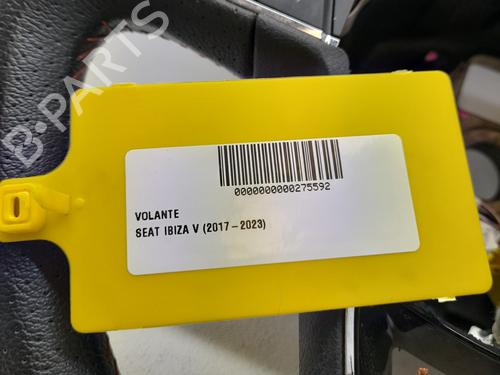 B-PARTS
0000000000275592
VOLANTE
SEAT IBIZA V (2017-2023)